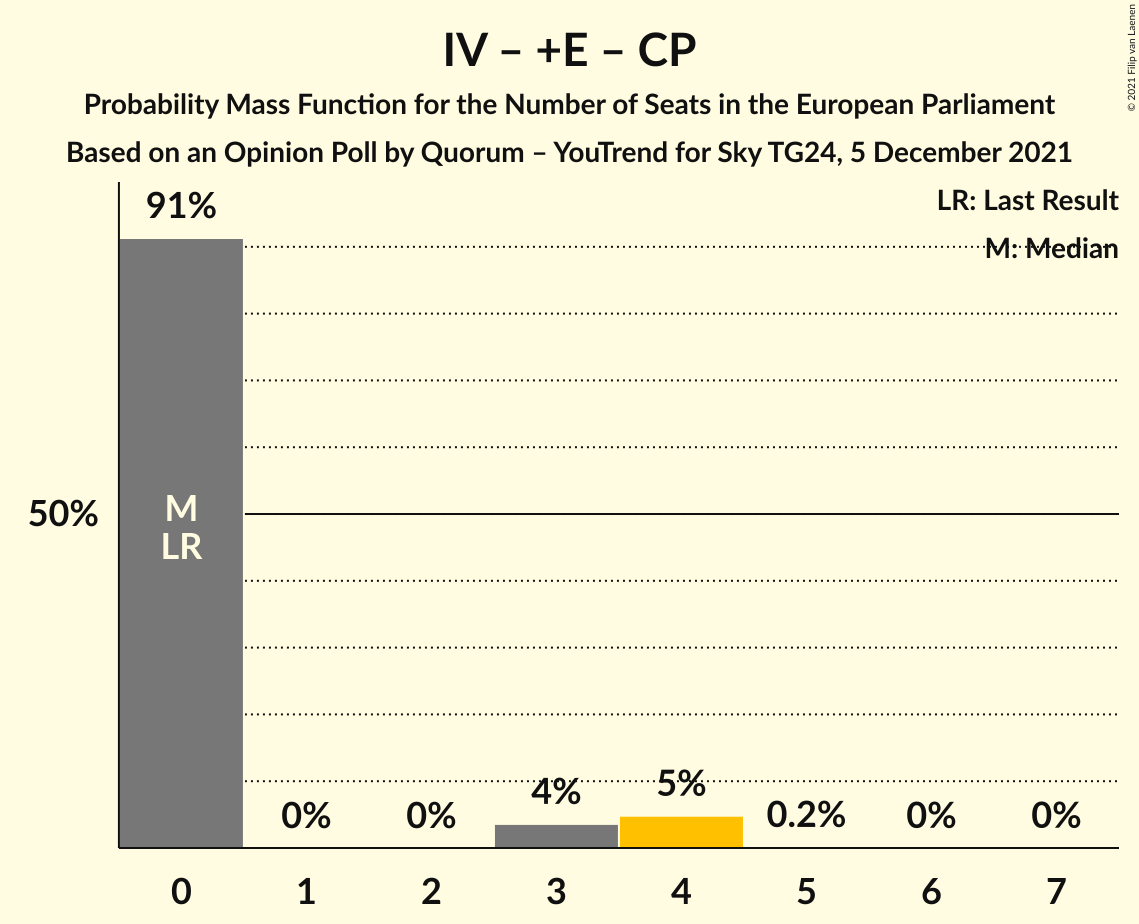 IV – +E – CP
Probability Mass Function for the Number of Seats in the European Parliament
Based on an Opinion Poll by Quorum – YouTrend for Sky TG24, 5 December 2021
© 2021 Filip van Laenen
LR: Last Result
M: Median
91%
50%
M
LR
0%
0%
4%
5%
0.2%
0%
0%
0
1
2
3
4
5
6
7